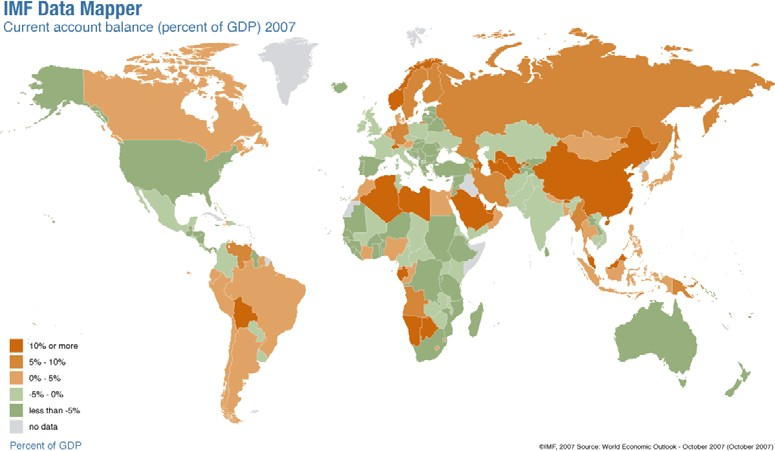 IMF Data Mapper
Current account balance (percent of GDP) 2007
10% or more
5% - 10%
0% - 5%
-5% - 0%
less than -5%
no data
Percent of GDP
©IMF, 2007 Source: World Economic Outlook - October 2007 (October 2007)